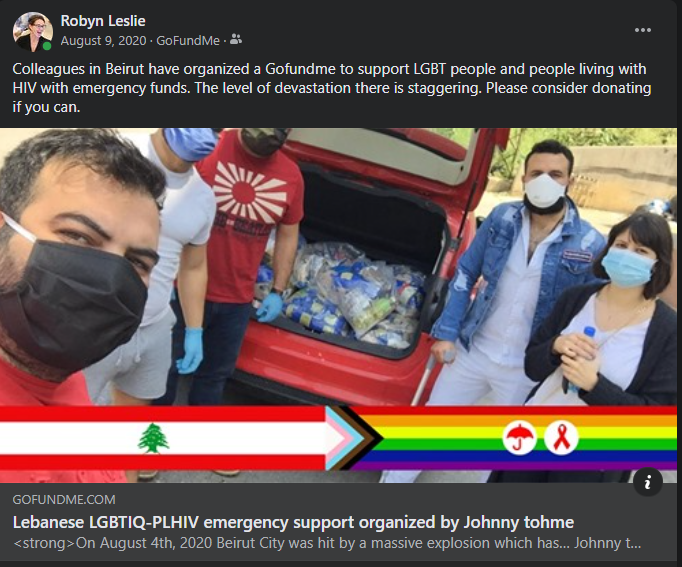 Robyn Leslie
August 9, 2020 · GoFundMe ·
Colleagues in Beirut have organized a Gofundme to support LGBT people and people living with
HIV with emergency funds. The level of devastation there is staggering. Please consider donating
if you can.
GOFUNDME.COM
Lebanese LGBTIQ-PLHIV emergency support organized by Johnny tohme
<strong>On August 4th, 2020 Beirut City was hit by a massive explosion which has... Johnny t...